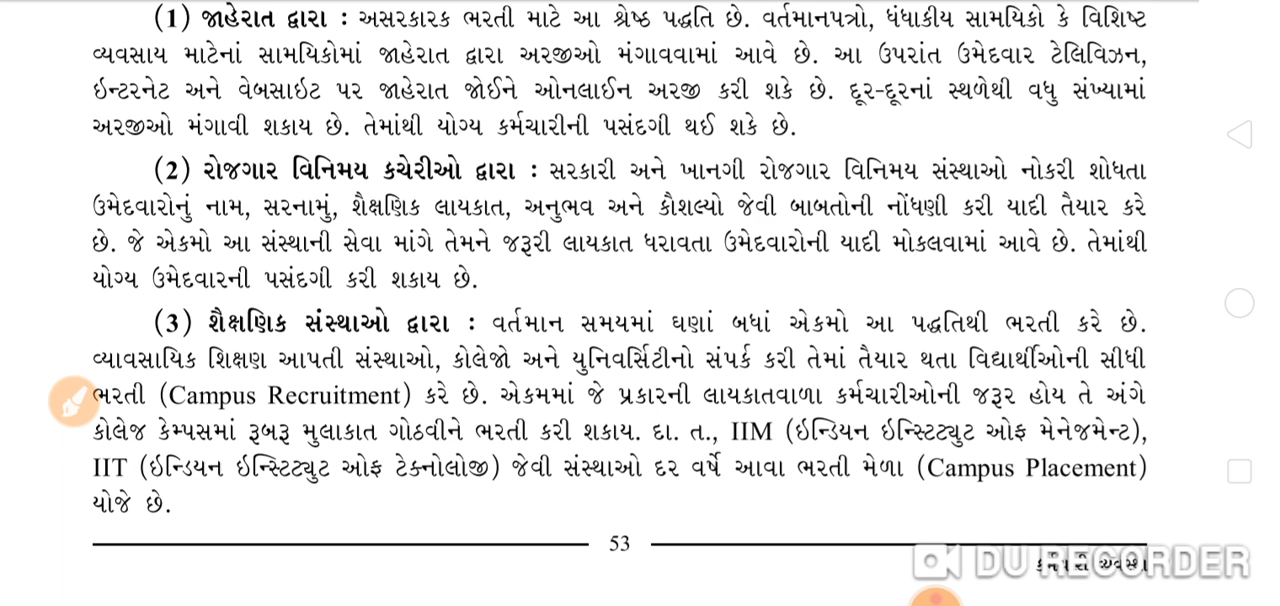 (1) જાહેરાત દ્વારા : અસરકારક ભરતી માટે આ શ્રેષ્ઠ પદ્ધતિ છે. વર્તમાનપત્રો, ધંધાકીય સામયિકો કે વિશિષ્ટ
વ્યવસાય માટેનાં સામયિકોમાં જાહેરાત દ્વારા અરજીઓ મંગાવવામાં આવે છે. આ ઉપરાંત ઉમેદવાર ટેલિવિઝન,
ઇન્ટરનેટ અને વેબસાઇટ પર જાહેરાત જોઈને ઓનલાઈન અરજી કરી શકે છે. દૂર-દૂરનાં સ્થળેથી વધુ સંખ્યામાં
અરજીઓ મંગાવી શકાય છે. તેમાંથી યોગ્ય કર્મચારીની પસંદગી થઈ શકે છે.
(2) રોજગાર વિનિમય કચેરીઓ દ્વારા : સરકારી અને ખાનગી રોજગાર વિનિમય સંસ્થાઓ નોકરી શોધતા
ઉમેદવારોનું નામ, સરનામું, શૈક્ષણિક લાયકાત, અનુભવ અને કૌશલ્યો જેવી બાબતોની નોંધણી કરી યાદી તૈયાર કરે
છે. જે એકમો આ સંસ્થાની સેવા માંગે તેમને જરૂરી લાયકાત ધરાવતા ઉમેદવારોની યાદી મોકલવામાં આવે છે. તેમાંથી
યોગ્ય ઉમેદવારની પસંદગી કરી શકાય છે.
(3) શૈક્ષણિક સંસ્થાઓ દ્વારા : વર્તમાન સમયમાં ઘણાં બધાં એકમો આ પદ્ધતિથી ભરતી કરે છે.
વ્યાવસાયિક શિક્ષણ આપતી સંસ્થાઓ, કોલેજો અને યુનિવર્સિટીનો સંપર્ક કરી તેમાં તૈયાર થતા વિદ્યાર્થીઓની સીધી
ભરતી (Campus Recruitment) કરે છે. એકમમાં જે પ્રકારની લાયકાતવાળા કર્મચારીઓની જરૂર હોય તે અંગે
કોલેજ કેમ્પસમાં રૂબરૂ મુલાકાત ગોઠવીને ભરતી કરી શકાય. દા. ત., IIM (ઇન્ડિયન ઇન્સ્ટિટ્યુટ ઓફ મેનેજમેન્ટ),
IIT (ઇન્ડિયન ઇન્સ્ટિટ્યુટ ઓફ ટેક્નોલોજી) જેવી સંસ્થાઓ દર વર્ષે આવા ભરતી મેળા (Campus Placement)
યોજે છે.
53
DU RECORDER